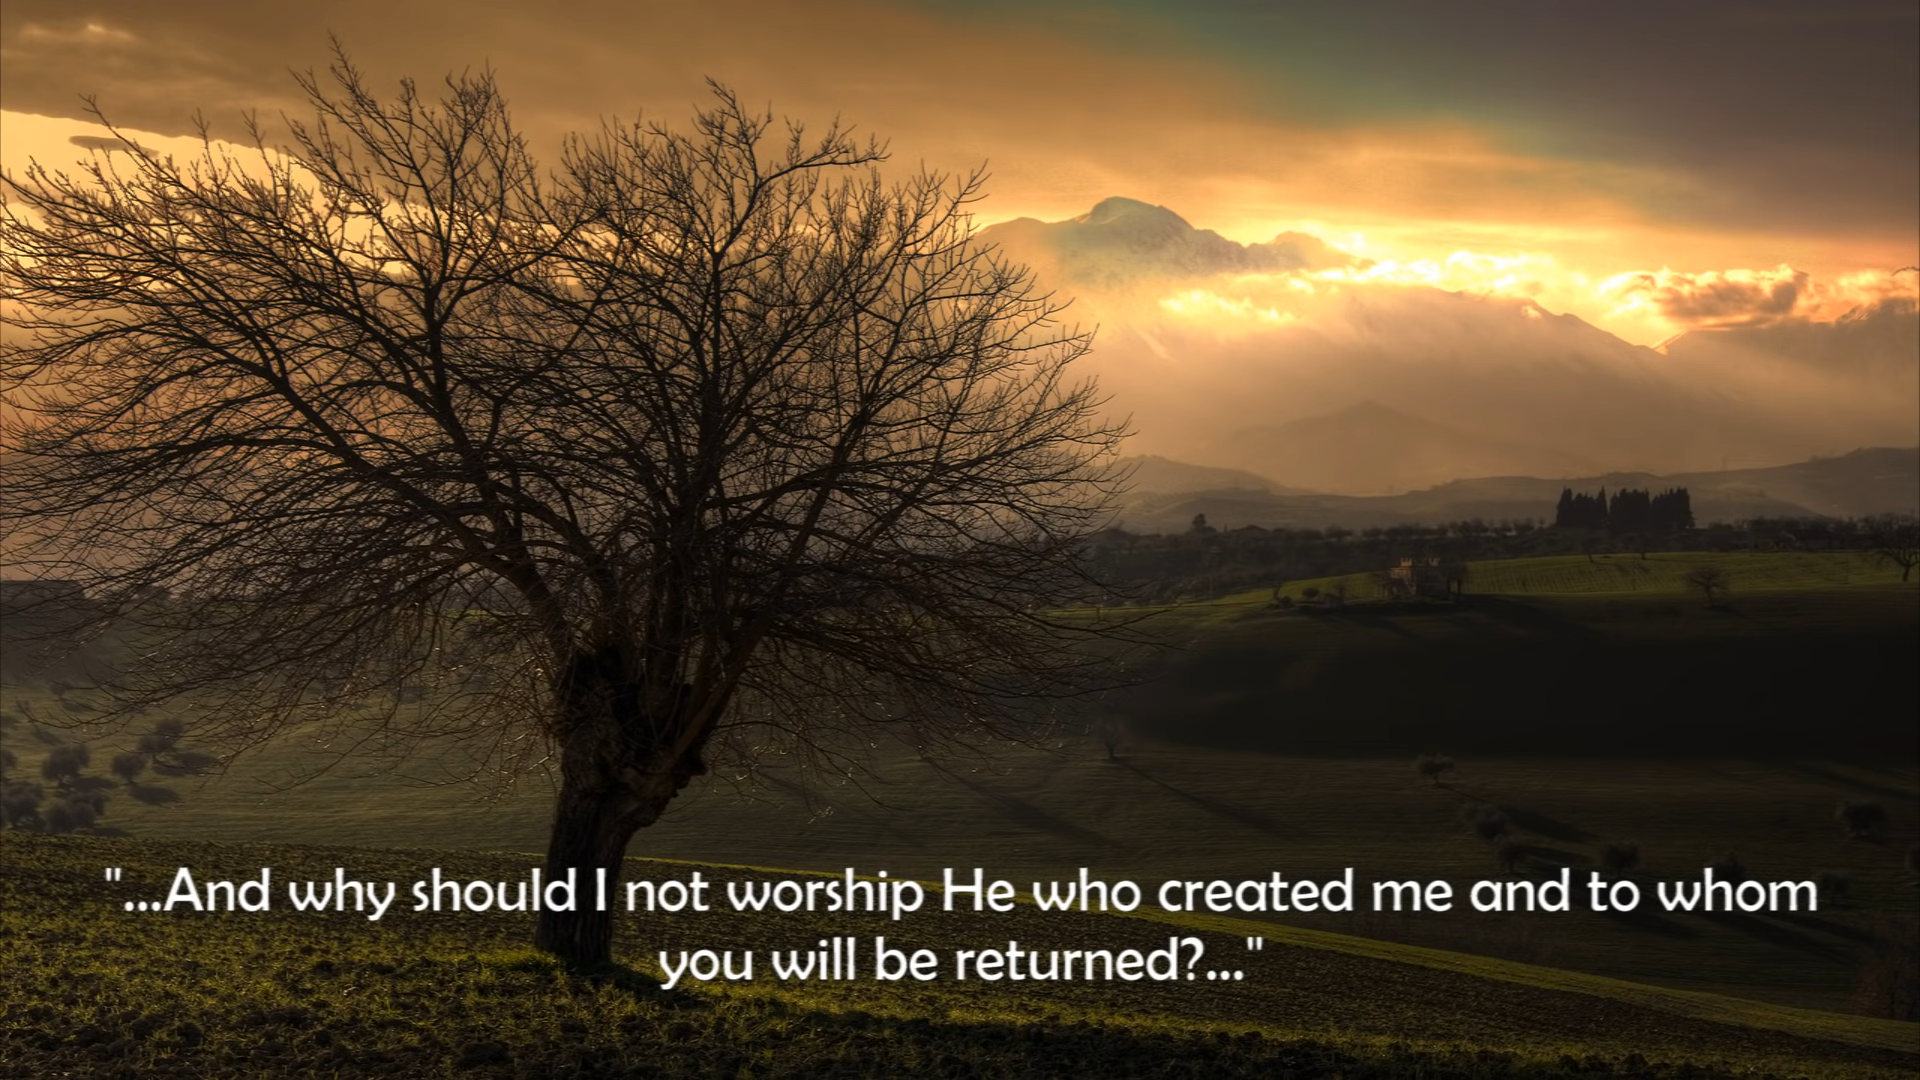 "...And why should I not worship He who created me and to whom
you will be returned?..."